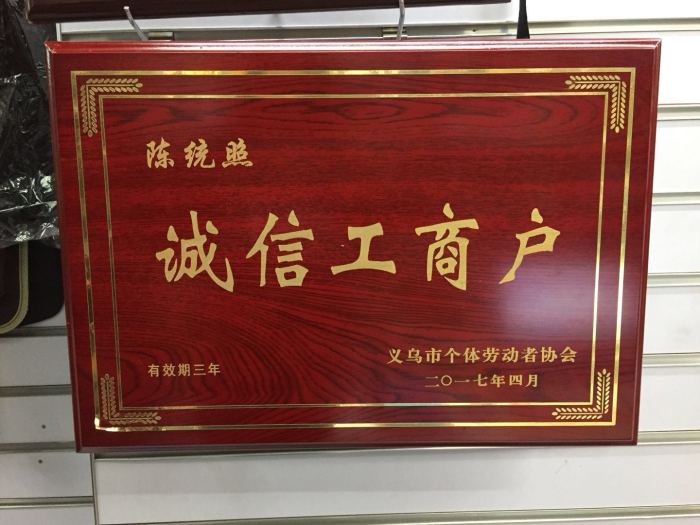 陈统照
诚信工商户
有效期三年
义乌市个体劳动者协会
二〇一七年四月